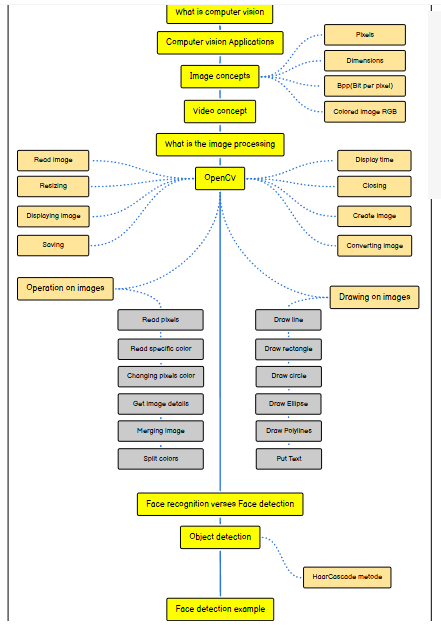 What is computer vision
Computer vision Applications
Image concepts
Pixels
Dimensions
Bpp(Bit per pixel)
Colored image RGB
Video concept
What is the image processing
OpenCV
Read image
Resizing
Displaying image
Saving
Display time
Closing
Create image
Converting image
Operation on images
Read pixels
Read specific color
Changing pixels color
Get image details
Merging image
Split colors
Drawing on images
Draw line
Draw rectangle
Draw circle
Draw Ellipse
Draw Polylines
Put Text
Face recognition verses Face detection
Object detection
HaarCascade metode
Face detection example